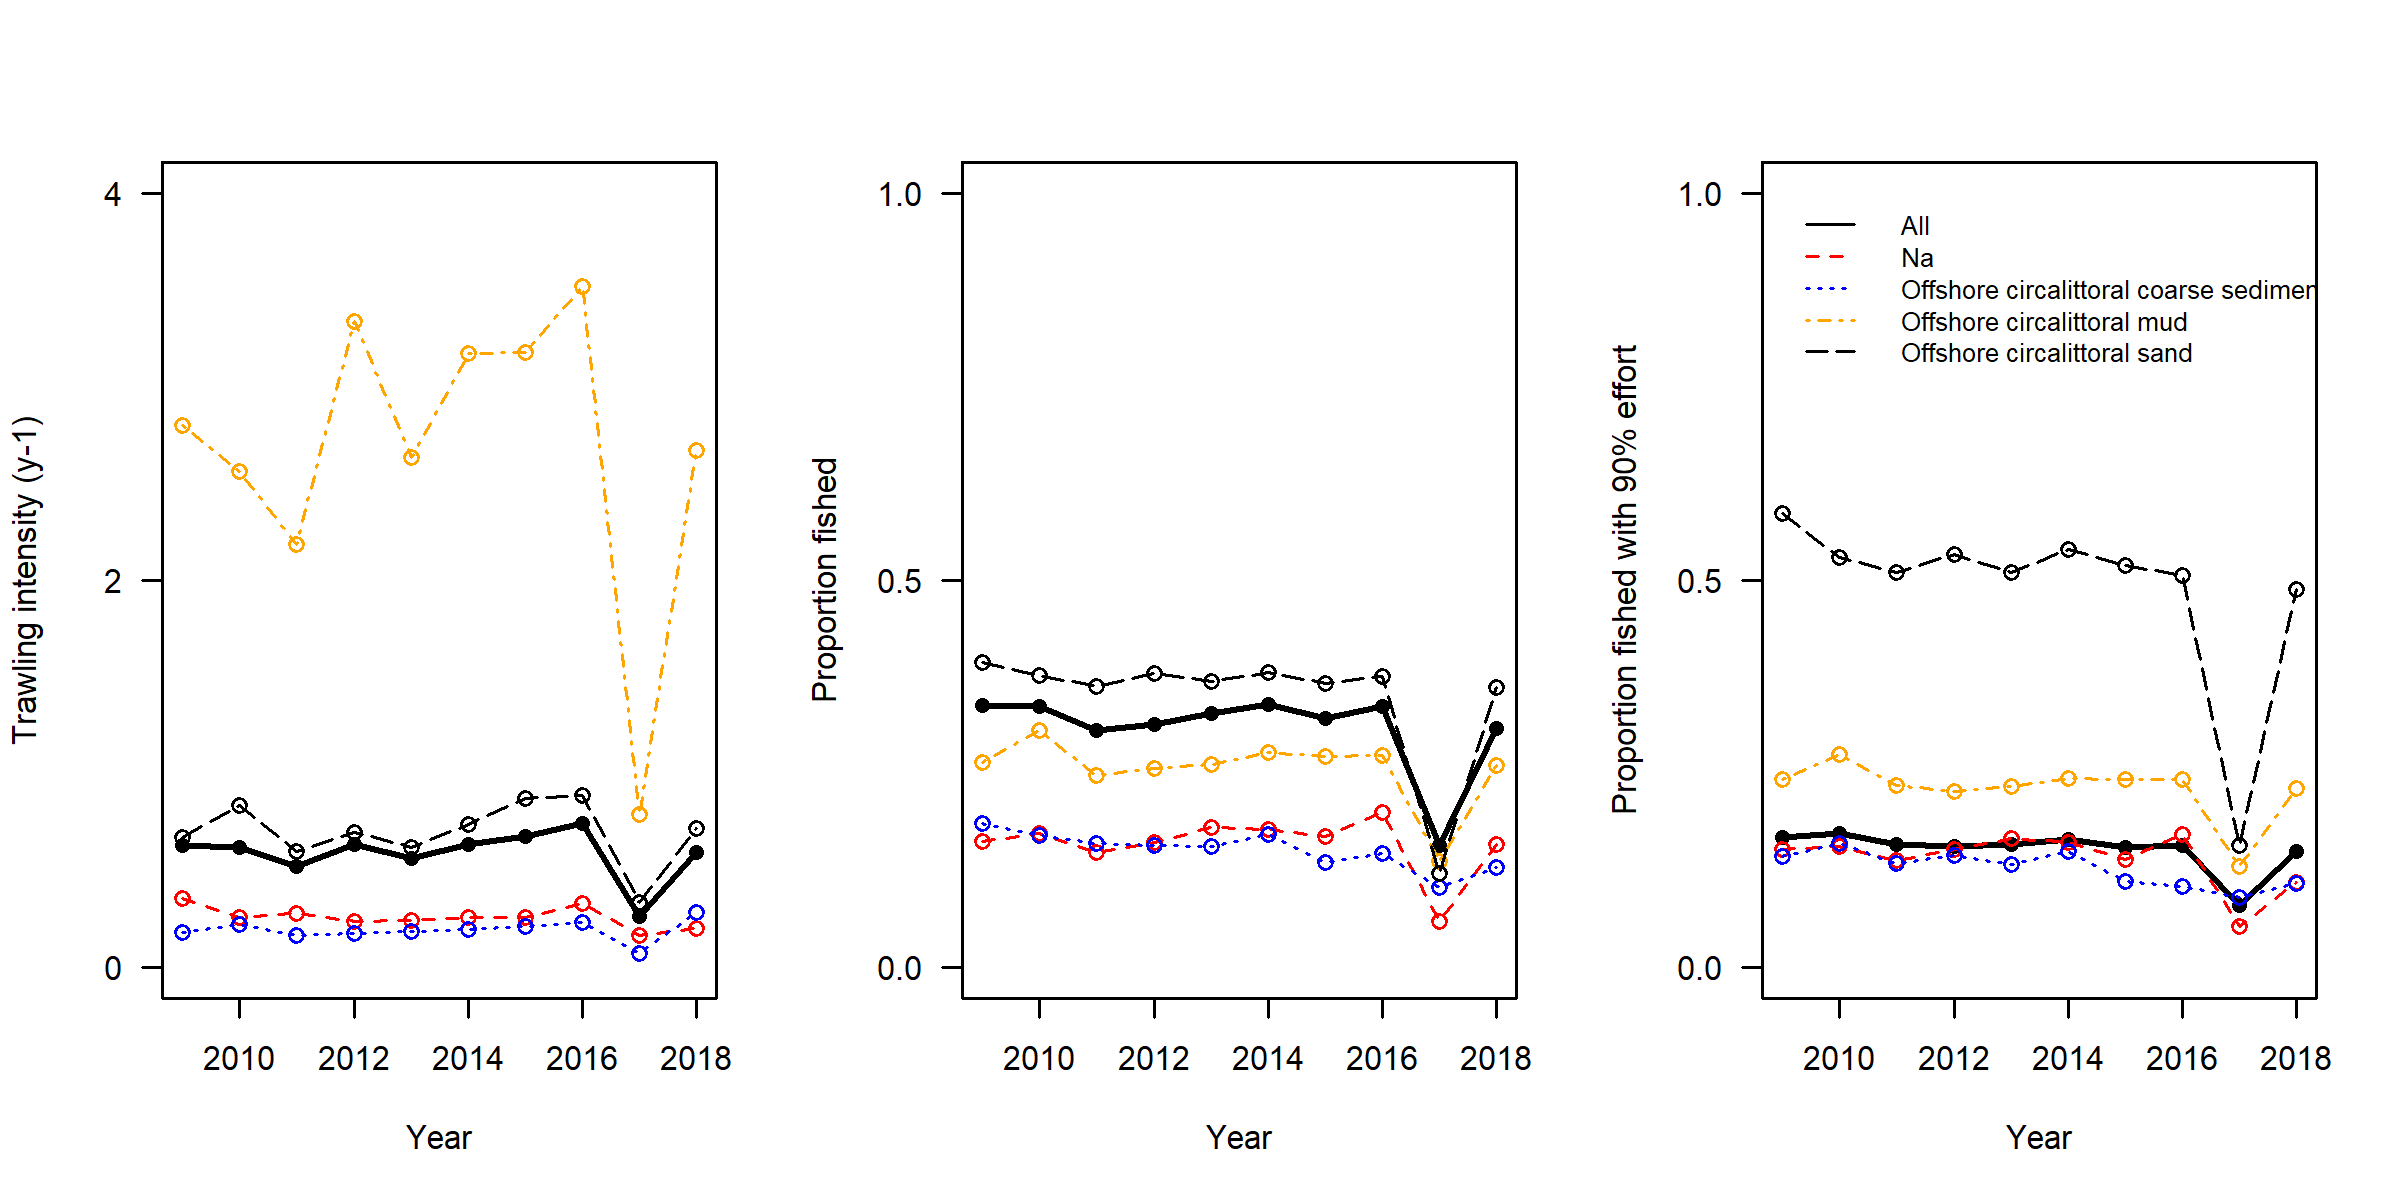 Trawling intensity (y-1)
4
2
0
2010 2012 2014 2016 2018
Year
Proportion fished
1.0
0.5
0.0
2010 2012 2014 2016 2018
Year
Proportion fished with 90% effort
1.0
0.5
0.0
All
Na
Offshore circalittoral coarse sedimen
Offshore circalittoral mud
Offshore circalittoral sand
2010 2012 2014 2016 2018
Year